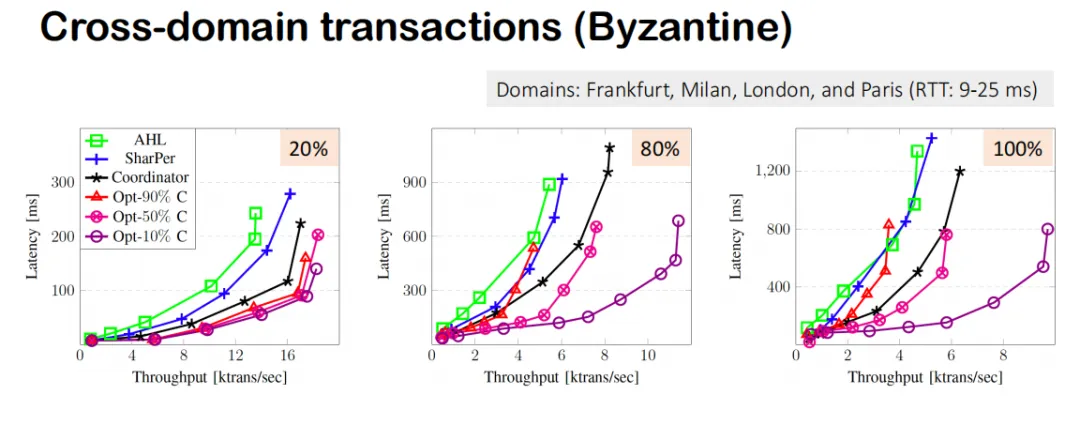 Cross-domain transactions (Byzantine)
Domains: Frankfurt, Milan, London, and Paris (RTT: 9-25 ms)
AHL
SharPer
Coordinator
Opt-90% C
Opt-50% C
Opt-10% C
20%
300
200
100
Latency [ms]
0 4 8 12 16
Throughput [ktrans/sec]
80%
900
600
300
Latency [ms]
0 2 4 6 8 10
Throughput [ktrans/sec]
100%
1,200
800
400
Latency [ms]
0 2 4 6 8
Throughput [ktrans/sec]